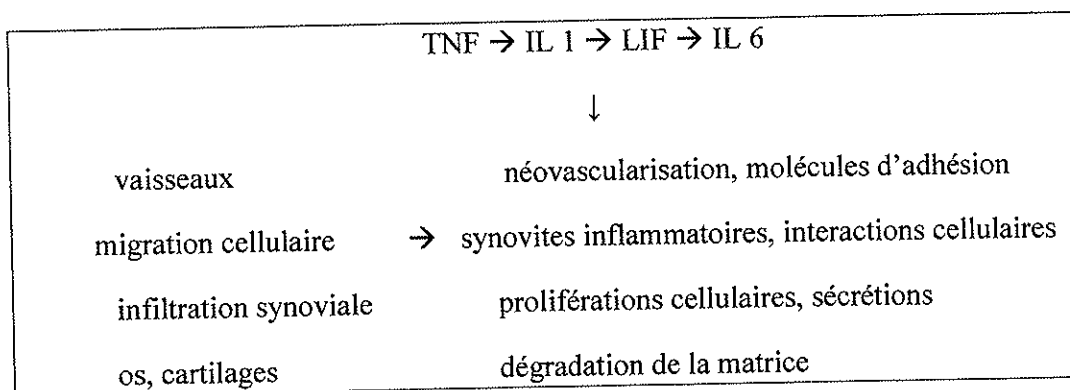 TNF → IL 1 → LIF → IL 6
↓
vaisseaux néovascularisation, molécules d'adhésion
migration cellulaire → synovites inflammatoires, interactions cellulaires
infiltration synoviale proliférations cellulaires, sécrétions
os, cartilages dégradation de la matrice